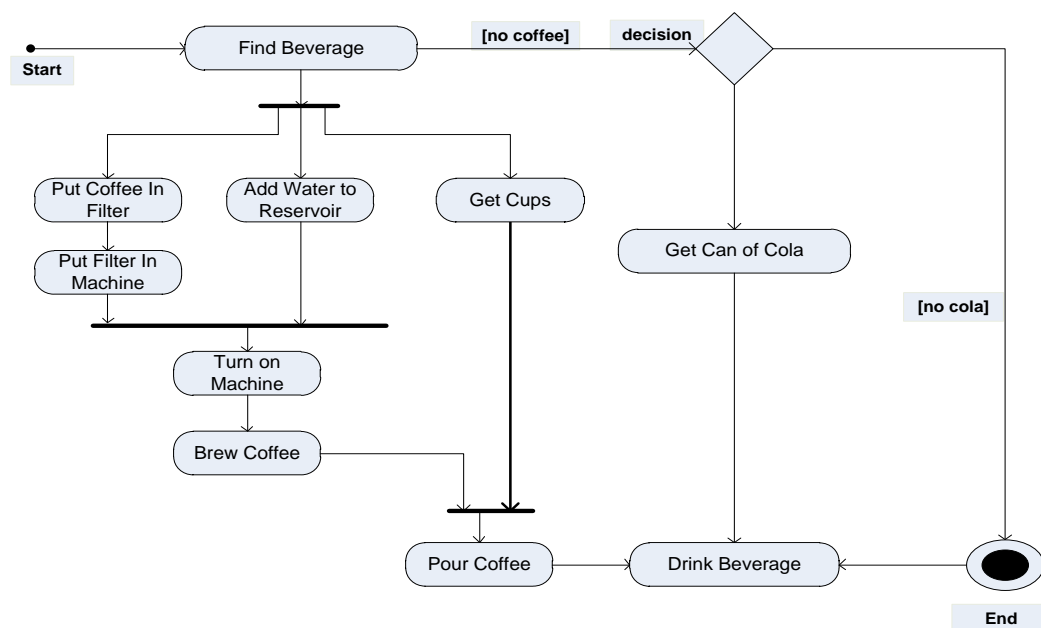 Find Beverage
[no coffee]
decision
Start
Put Coffee In
Filter
Add Water to
Reservoir
Get Cups
Get Can of Cola
Put Filter In
Machine
[no cola]
Turn on
Machine
Brew Coffee
Pour Coffee
Drink Beverage
End